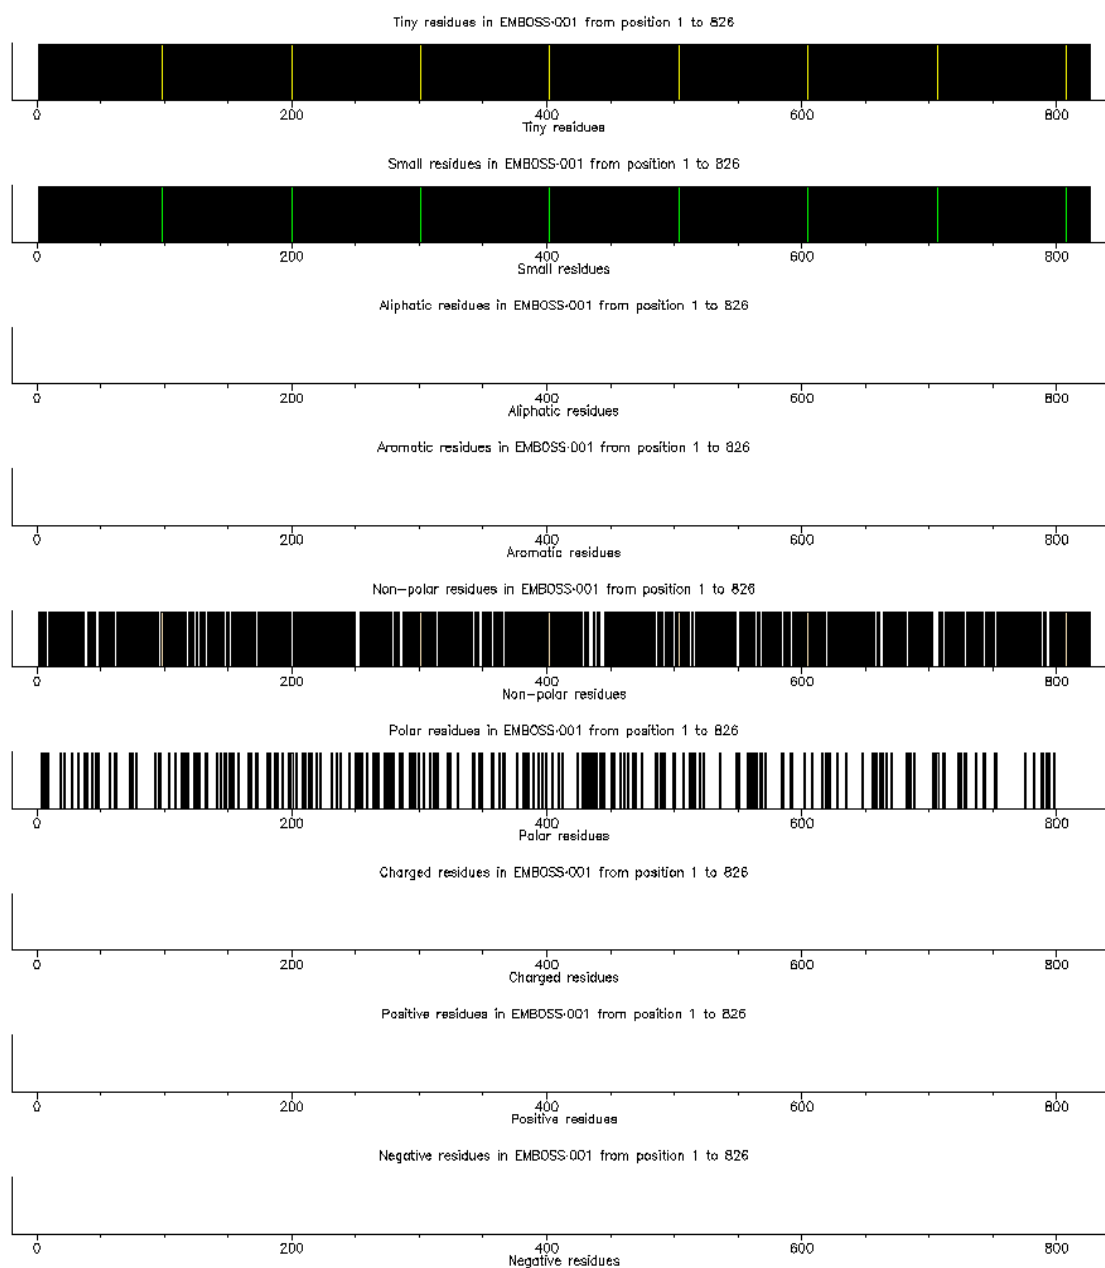 Tiny residues in EMBOSS-001 from position 1 to 826
0 200 400 600 800
Tiny residues
Small residues in EMBOSS-001 from position 1 to 826
0 200 400 600 800
Small residues
Aliphatic residues in EMBOSS-001 from position 1 to 826
0 200 400 600 800
Aliphatic residues
Aromatic residues in EMBOSS-001 from position 1 to 826
0 200 400 600 800
Aromatic residues
Non-polar residues in EMBOSS-001 from position 1 to 826
0 200 400 600 800
Non-polar residues
Polar residues in EMBOSS-001 from position 1 to 826
0 200 400 600 800
Polar residues
Charged residues in EMBOSS-001 from position 1 to 826
0 200 400 600 800
Charged residues
Positive residues in EMBOSS-001 from position 1 to 826
0 200 400 600 800
Positive residues
Negative residues in EMBOSS-001 from position 1 to 826
0 200 400 600 800
Negative residues